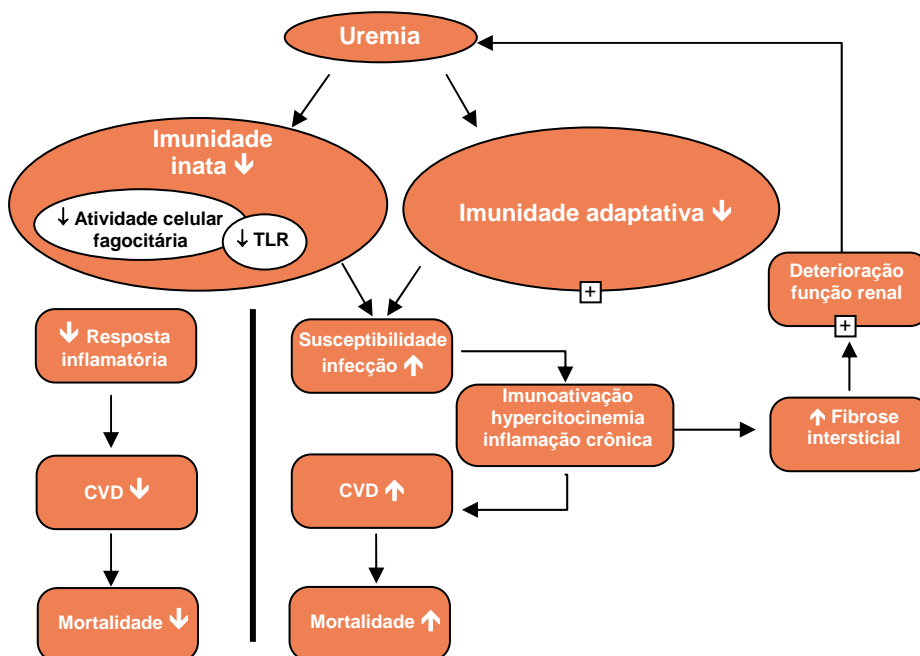 Uremia
Imunidade
inata ↓
↓ Atividade celular
fagocitária
↓ TLR
Imunidade adaptativa ↓
+
Deterioração
função renal
+
↓ Resposta
inflamatória
Susceptibilidade
infecção ↑
Imunoativação
hypercitocinemia
inflamação crônica
↑ Fibrose
intersticial
CVD ↓
CVD ↑
Mortalidade ↓
Mortalidade ↑